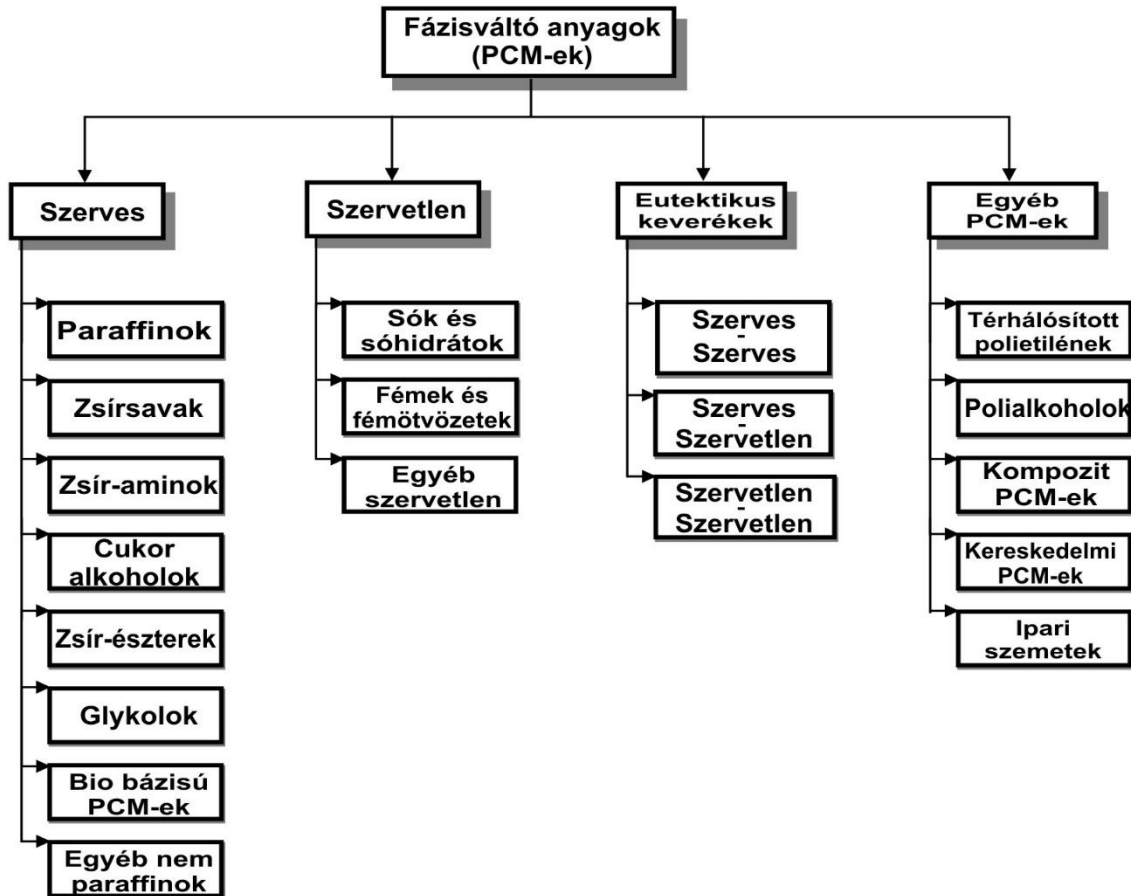 Fázisváltó anyagok
(PCM-ek)
Szerves
Paraffinok
Zsírsavak
Zsír-aminok
Cukor
alkoholok
Zsír-észterek
Glykolok
Bio bázisú
PCM-ek
Egyéb nem
paraffinok
Szervetlen
Sók és
sóhidrátok
Fémek és
fémötvözetek
Egyéb
szervetlen
Eutektikus
keverékek
Szerves
-
Szerves
Szerves
-
Szervetlen
Szervetlen
-
Szervetlen
Egyéb
PCM-ek
Térhálósított
polietilének
Polialkoholok
Kompozit
PCM-ek
Kereskedelmi
PCM-ek
Ipari
szemetek